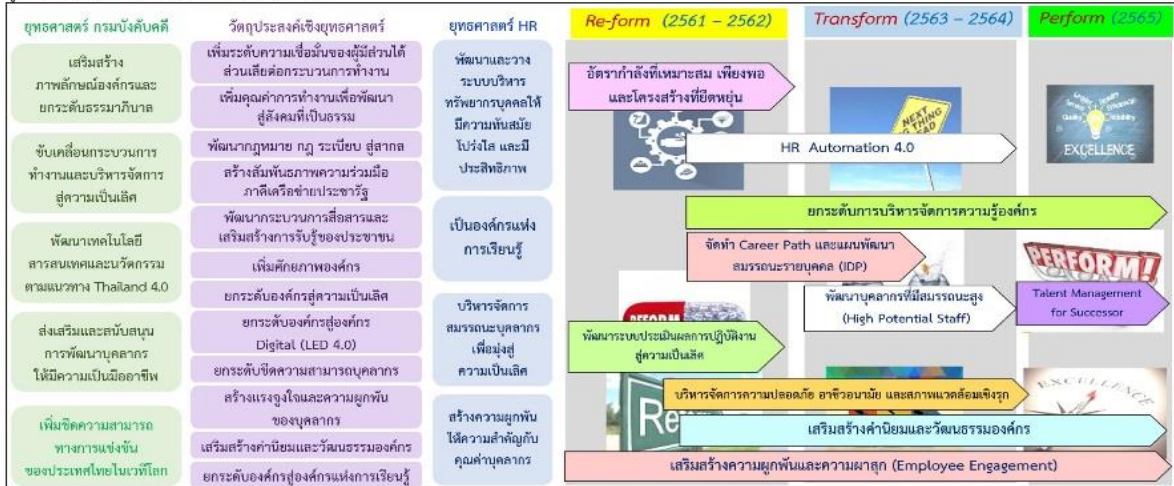 ยุทธศาสตร์ กรมบังคับคดี
เสริมสร้าง
ภาพลักษณ์องค์กรและ
ยกระดับธรรมาภิบาล
ขับเคลื่อนกระบวนการ
ทำงานและบริหารจัดการ
สู่ความเป็นเลิศ
พัฒนาเทคโนโลยี
สารสนเทศและนวัตกรรม
ตามแนวทาง Thailand 4.0
ส่งเสริมและสนับสนุน
การพัฒนาบุคลากร
ให้มีความเป็นมืออาชีพ
เพิ่มขีดความสามารถ
ทางการแข่งขัน
ของประเทศไทยในเวทีโลก
วัตถุประสงค์เชิงยุทธศาสตร์
เพิ่มระดับความเชื่อมั่นของผู้มีส่วนได้
ส่วนเสียต่อกระบวนการทำงาน
เพิ่มคุณค่าการทำงานเพื่อพัฒนา
สู่สังคมที่เป็นธรรม
พัฒนากฎหมาย กฎ ระเบียบ สู่สากล
สร้างสัมพันธภาพความร่วมมือ
ภาคีเครือข่ายประชารัฐ
พัฒนากระบวนการสื่อสารและ
เสริมสร้างการรับรู้ของประชาชน
เพิ่มศักยภาพองค์กร
ยกระดับองค์กรสู่ความเป็นเลิศ
ยกระดับองค์กรสู่องค์กร
Digital (LED 4.0)
ยกระดับขีดความสามารถบุคลากร
สร้างแรงจูงใจและความผูกพัน
ของบุคลากร
เสริมสร้างค่านิยมและวัฒนธรรมองค์กร
ยกระดับองค์กรสู่องค์กรแห่งการเรียนรู้
ยุทธศาสตร์ HR
พัฒนาและวาง
ระบบบริหาร
ทรัพยากรบุคคลให้
มีความทันสมัย
โปร่งใส และมี
ประสิทธิภาพ
เป็นองค์กรแห่ง
การเรียนรู้
บริหารจัดการ
สมรรถนะบุคลากร
เพื่อมุ่งสู่
ความเป็นเลิศ
สร้างความผูกพัน
ให้ความสำคัญกับ
คุณค่าบุคลากร
Re-form (2561 – 2562)
Transform (2563 – 2564)
Perform (2565)
อัตรากำลังที่เหมาะสม เพียงพอ
และโครงสร้างที่ยืดหยุ่น
NEXT
THING
EXCELLENCE
HR Automation 4.0
ยกระดับการบริหารจัดการความรู้องค์กร
จัดทำ Career Path และแผนพัฒนา
สมรรถนะรายบุคคล (IDP)
PERFORM!
พัฒนาบุคลากรที่มีสมรรถนะสูง
(High Potential Staff)
Talent Management
for Successor
พัฒนาระบบประเมินผลการปฏิบัติงาน
สู่ความเป็นเลิศ
บริหารจัดการความปลอดภัย อาชีวอนามัย และสภาพแวดล้อมเชิงรุก
EXCELLENCE
เสริมสร้างค่านิยมและวัฒนธรรมองค์กร
เสริมสร้างความผูกพันและความผาสุก (Employee Engagement)